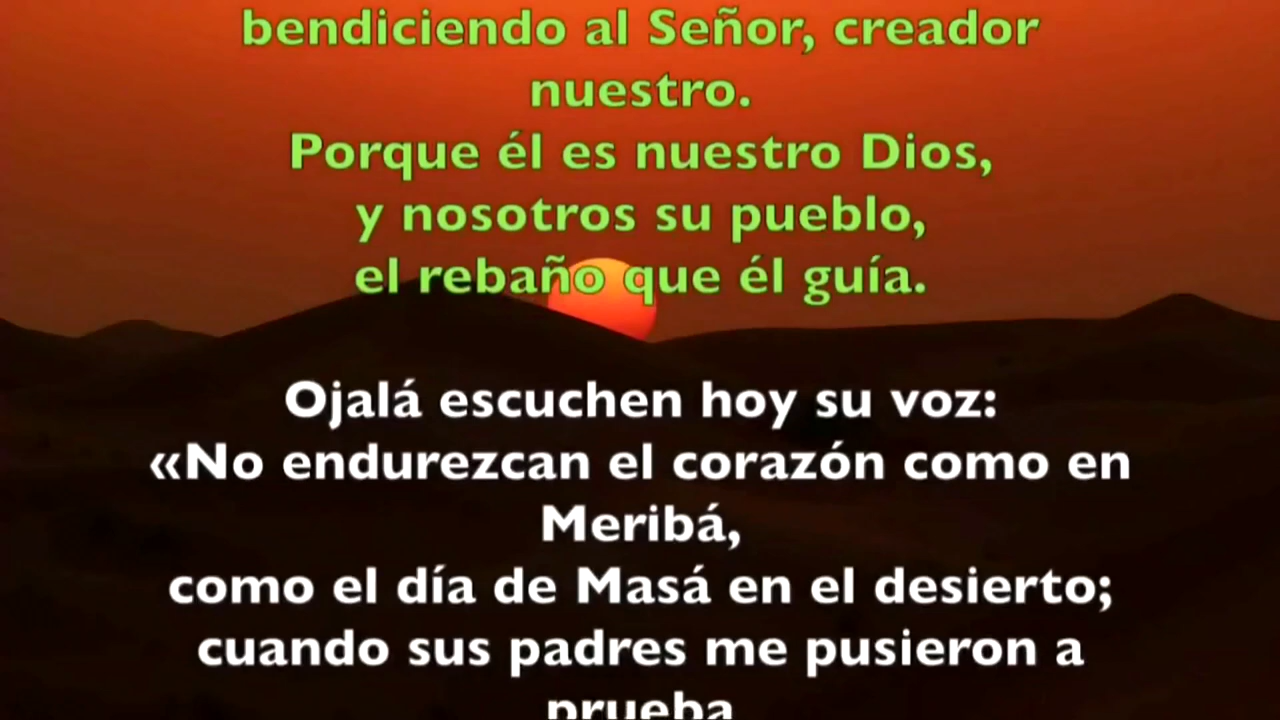 bendiciendo al Señor, creador
nuestro.
Porque él es nuestro Dios,
y nosotros su pueblo,
el rebaño que él guía.
Ojalá escuchen hoy su voz:
«No endurezcan el corazón como en
Meribá,
como el día de Masá en el desierto;
cuando sus padres me pusieron a
prueba